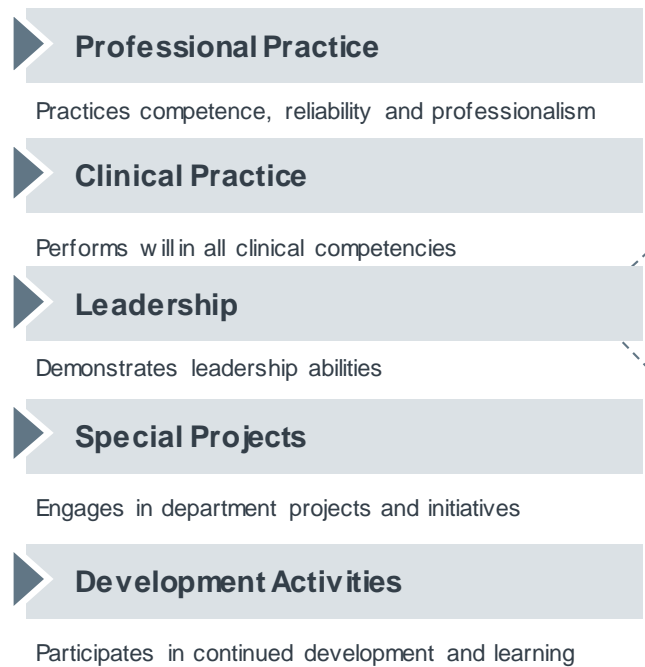 Professional Practice
Practices competence, reliability and professionalism
Clinical Practice
Performs will in all clinical competencies
Leadership
Demonstrates leadership abilities
Special Projects
Engages in department projects and initiatives
Development Activities
Participates in continued development and learning